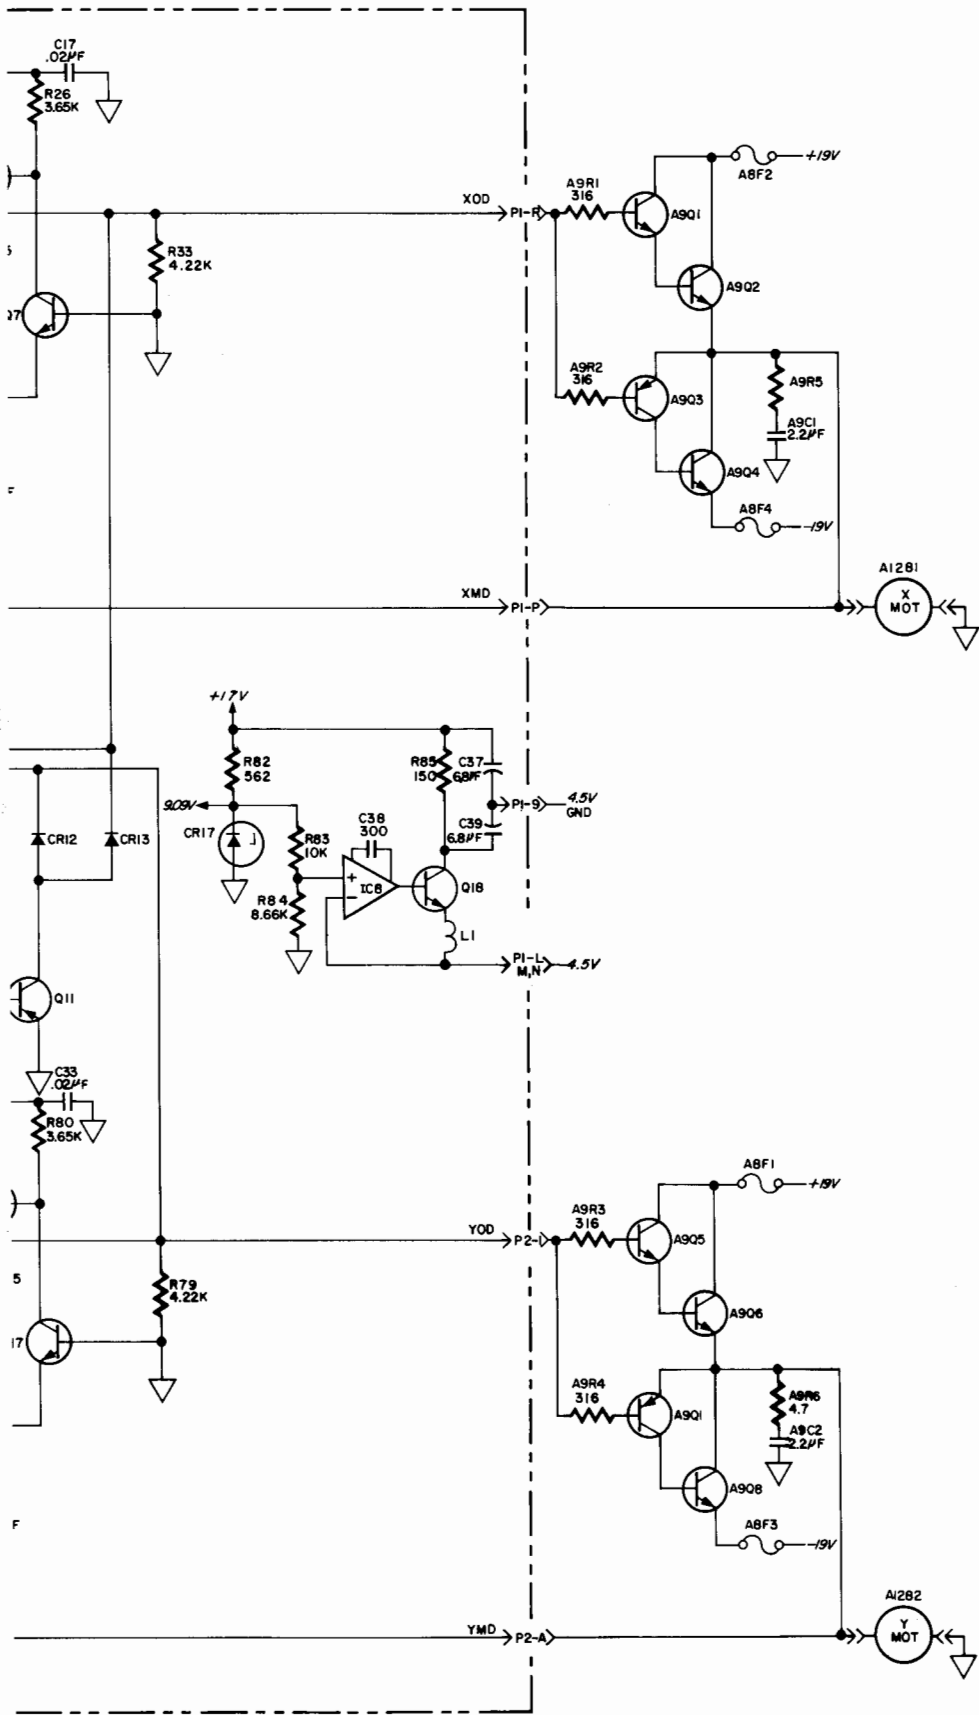 C17
.02µF
R26
3.65K
A8F2
+19V
A9R1
316
XOD
P1-R
A9Q1
R33
4.22K
A9Q2
Q7
A9R2
316
A9Q3
A9R5
A9C1
2.2µF
A9Q4
F
A8F4
-19V
A12B1
X
MOT
XMD
P1-P
+17V
R82
562
R85
150
C37
6.8µF
9.09V
P1-9
4.5V
GND
CR12
CR13
CR17
R83
10K
C38
300
C39
6.8µF
+
-
IC8
Q18
R84
8.66K
L1
P1-L
M,N
4.5V
Q11
C33
.02µF
R80
3.65K
A8F1
+19V
A9R3
316
YOD
P2-1
A9Q5
5
R79
4.22K
A9Q6
17
A9R4
316
A9Q1
A9R6
4.7
A9C2
2.2µF
A9Q8
F
A8F3
-19V
A12B2
Y
MOT
YMD
P2-A